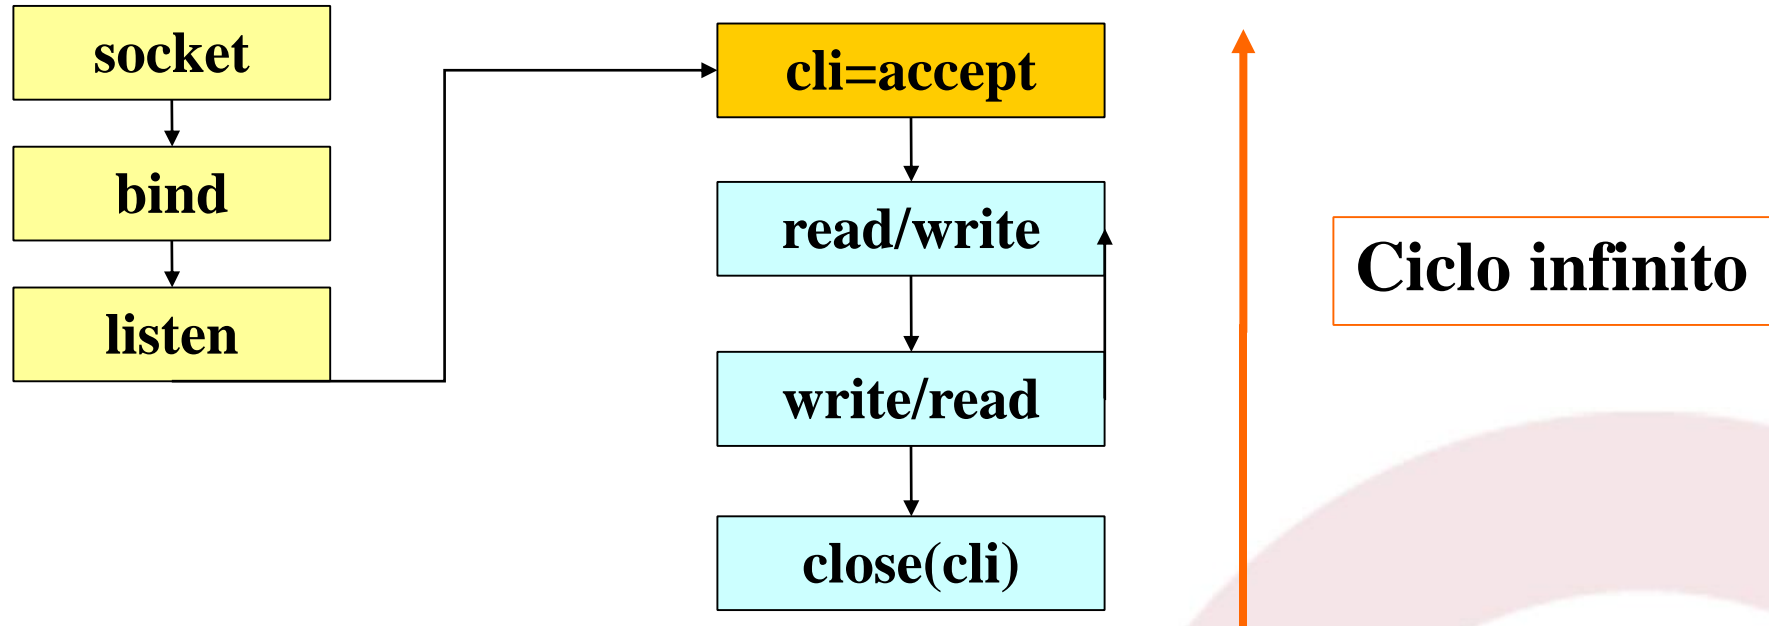 socket
bind
listen
cli=accept
read/write
write/read
close(cli)
Ciclo infinito